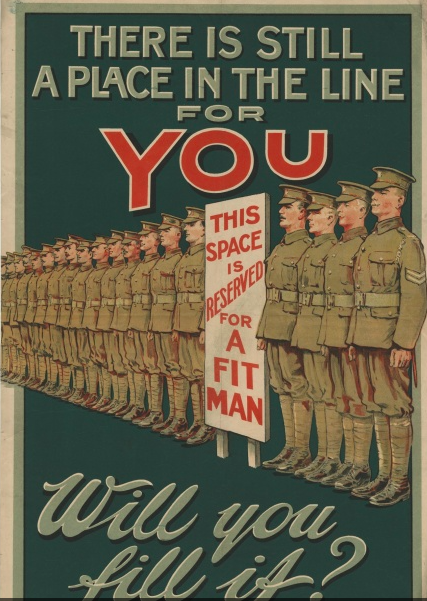 THERE IS STILL
A PLACE IN THE LINE
FOR
YOU
THIS
SPACE
IS
RESERVED
FOR
A
FIT
MAN
Will you
fill it?